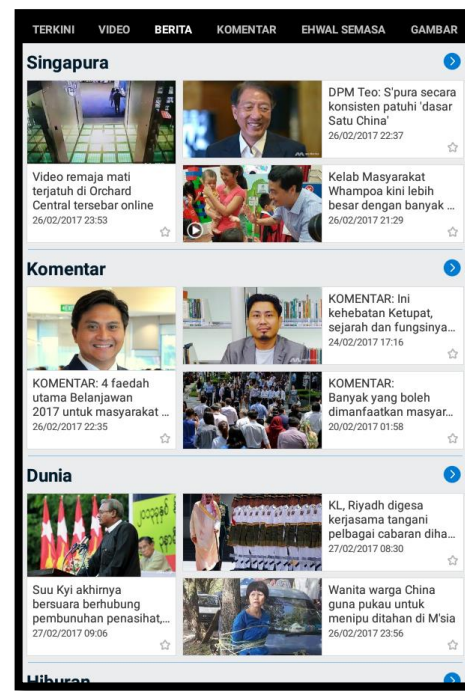 TERKINI VIDEO BERITA KOMENTAR EHWAL SEMASA GAMBAR
Singapura
Video remaja mati
terjatuh di Orchard
Central tersebar online
26/02/2017 23:53
DPM Teo: S'pura secara
konsisten patuhi 'dasar
Satu China'
26/02/2017 22:37
Kelab Masyarakat
Whampoa kini lebih
besar dengan banyak ...
26/02/2017 21:29
Komentar
KOMENTAR: 4 faedah
utama Belanjawan
2017 untuk masyarakat ...
26/02/2017 22:35
KOMENTAR: Ini
kehebatan Ketupat,
sejarah dan fungsinya...
24/02/2017 17:16
KOMENTAR:
Banyak yang boleh
dimanfaatkan masyar...
20/02/2017 01:58
Dunia
Suu Kyi akhirnya
bersuara berhubung
pembunuhan penasihat,...
27/02/2017 09:06
KL, Riyadh digesa
kerjasama tangani
pelbagai cabaran diha...
27/02/2017 08:30
Wanita warga China
guna pukau untuk
menipu ditahan di M'sia
26/02/2017 23:56
Hiburan